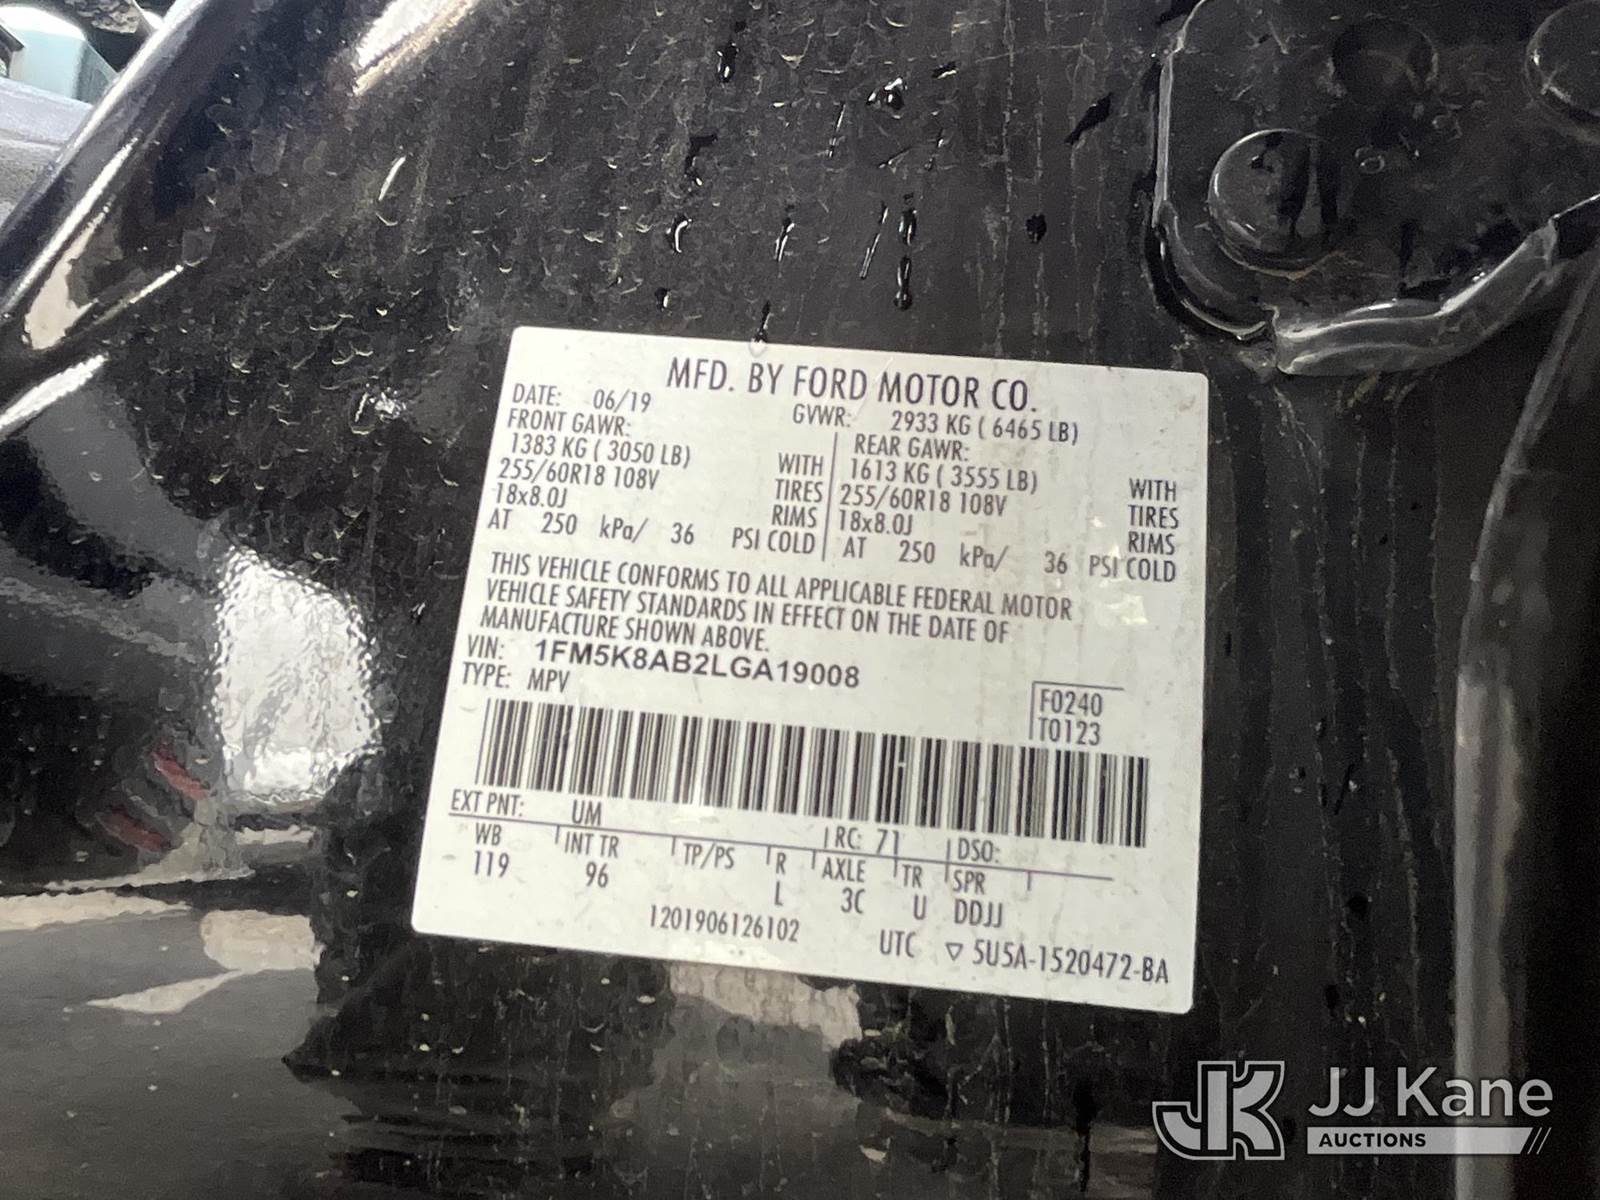 MFD. BY FORD MOTOR CO.
DATE: 06/19 GVWR: 2933 KG ( 6465 LB)
FRONT GAWR: REAR GAWR:
1383 KG ( 3050 LB) WITH 1613 KG ( 3555 LB) WITH
255/60R18 108V TIRES 255/60R18 108V TIRES
18x8.0J RIMS 18x8.0J RIMS
AT 250 kPa/ 36 PSI COLD AT 250 kPa/ 36 PSI COLD
THIS VEHICLE CONFORMS TO ALL APPLICABLE FEDERAL MOTOR
VEHICLE SAFETY STANDARDS IN EFFECT ON THE DATE OF
MANUFACTURE SHOWN ABOVE.
VIN: 1FM5K8AB2LGA19008
TYPE: MPV
F0240
T0123
EXT PNT: UM RC: 71 DSO:
WB INT TR TP/PS R AXLE TR SPR
119 96 L 3C U DDJJ
1201906126102 UTC ▽ 5U5A-1520472-BA
JK JJ Kane
AUCTIONS